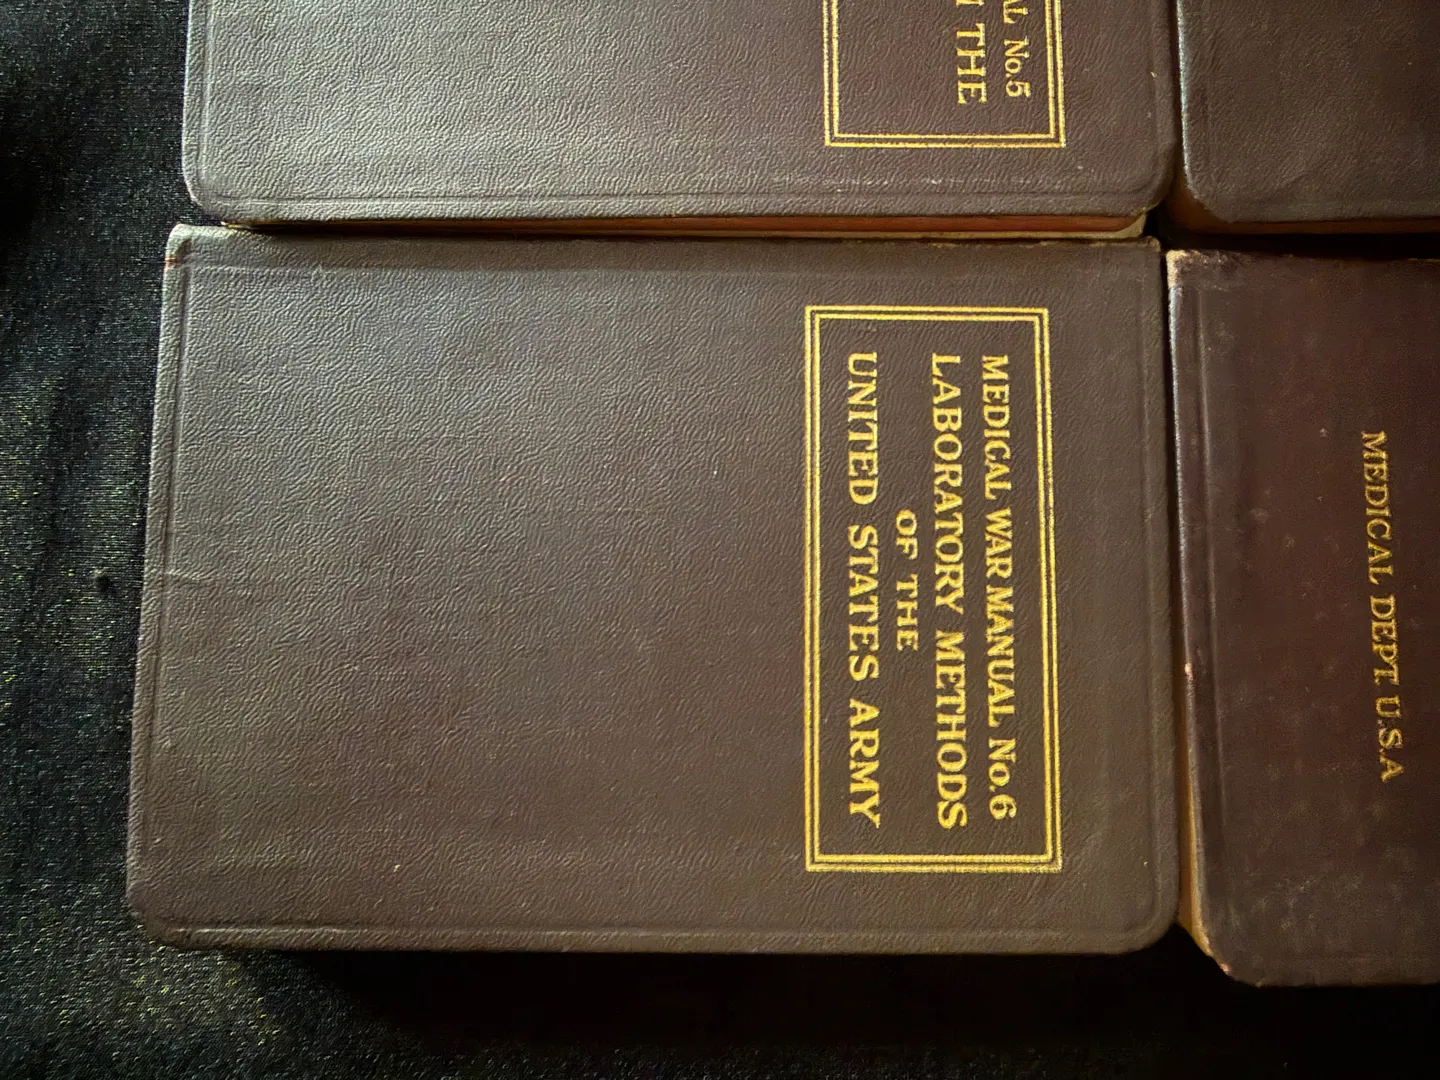 AL No.5
THE
MEDICAL WAR MANUAL No.6
LABORATORY METHODS
OF THE
UNITED STATES ARMY
MEDICAL DEPT. U.S.A